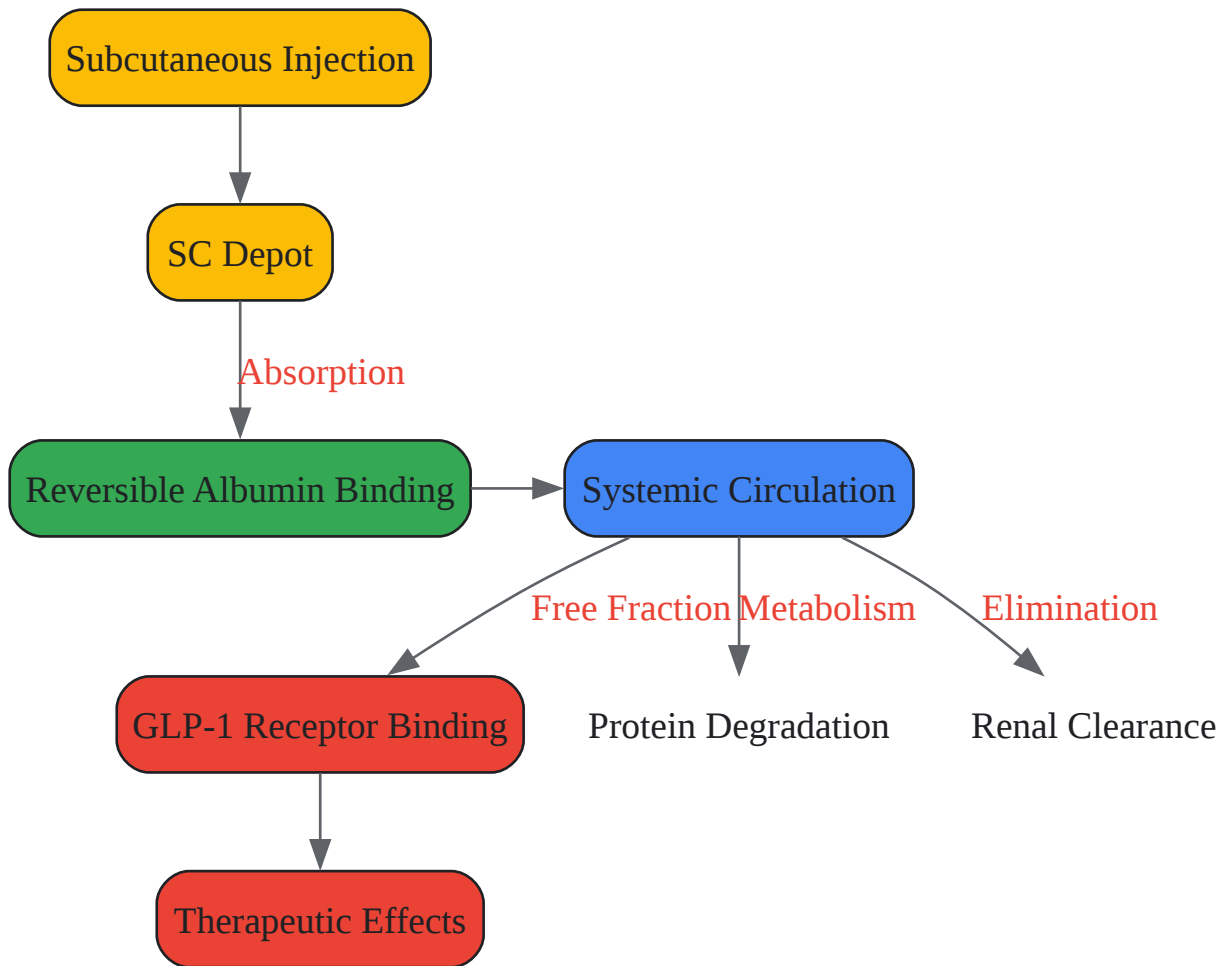 Subcutaneous Injection
SC Depot
Absorption
Reversible Albumin Binding
Systemic Circulation
Free Fraction
Metabolism
Elimination
GLP-1 Receptor Binding
Protein Degradation
Renal Clearance
Therapeutic Effects